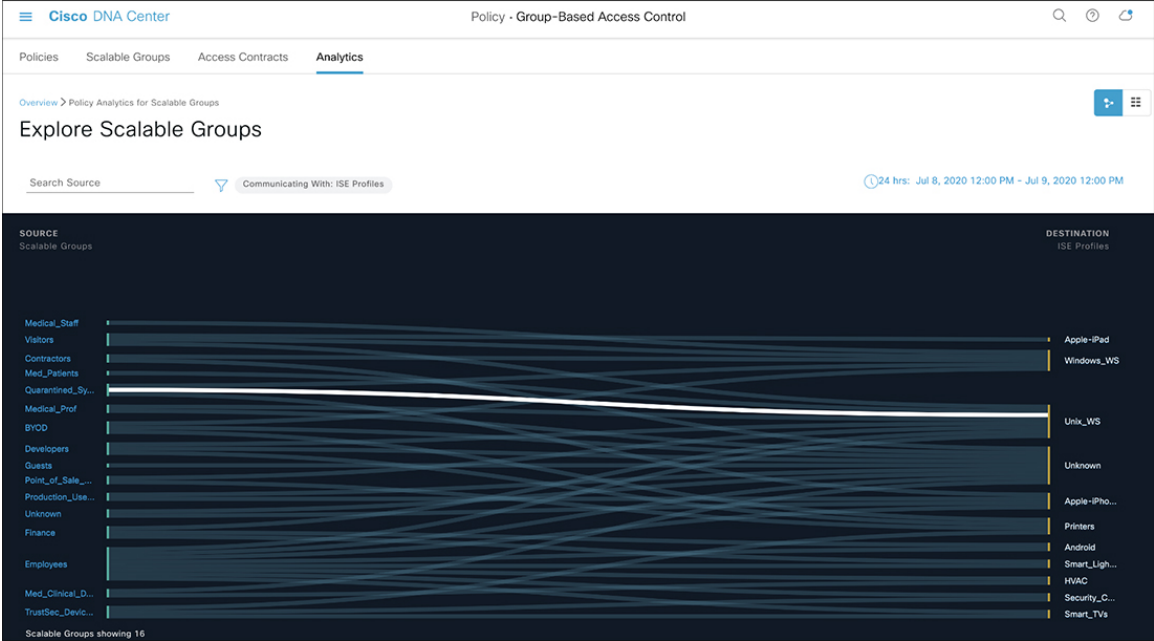 Cisco DNA Center
Policy · Group-Based Access Control
Policies Scalable Groups Access Contracts Analytics
Overview > Policy Analytics for Scalable Groups
Explore Scalable Groups
Search Source
Communicating With: ISE Profiles
24 hrs: Jul 8, 2020 12:00 PM - Jul 9, 2020 12:00 PM
SOURCE
Scalable Groups
DESTINATION
ISE Profiles
Medical_Staff
Visitors
Contractors
Med_Patients
Quarantined_Sy...
Medical_Prof
BYOD
Developers
Guests
Point_of_Sale_...
Production_Use...
Unknown
Finance
Employees
Med_Clinical_D...
TrustSec_Devic...
Apple-iPad
Windows_WS
Unix_WS
Unknown
Apple-iPho...
Printers
Android
Smart_Ligh...
HVAC
Security_C...
Smart_TVs
Scalable Groups showing 16